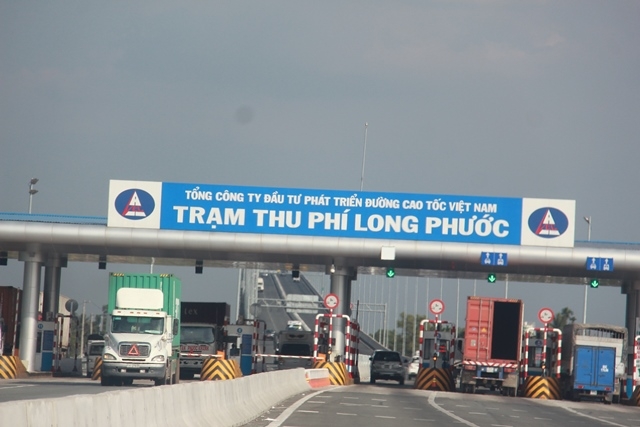 TỔNG CÔNG TY ĐẦU TƯ PHÁT TRIỂN ĐƯỜNG CAO TỐC VIỆT NAM
TRẠM THU PHÍ LONG PHƯỚC